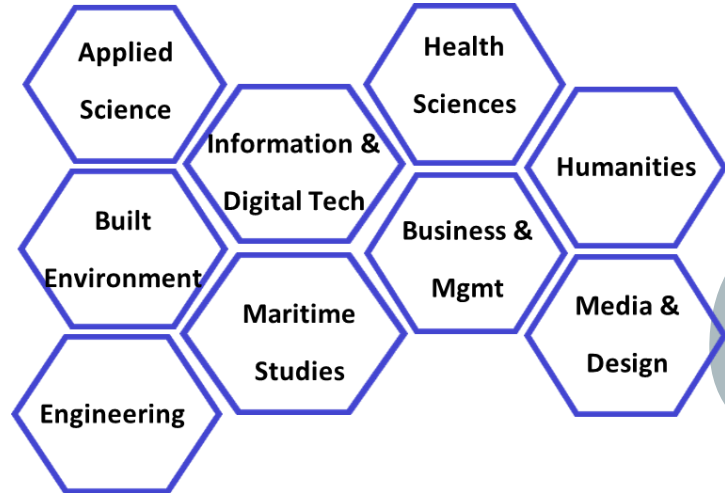 Applied
Science
Health
Sciences
Information &
Digital Tech
Humanities
Built
Environment
Business &
Mgmt
Maritime
Studies
Media &
Design
Engineering